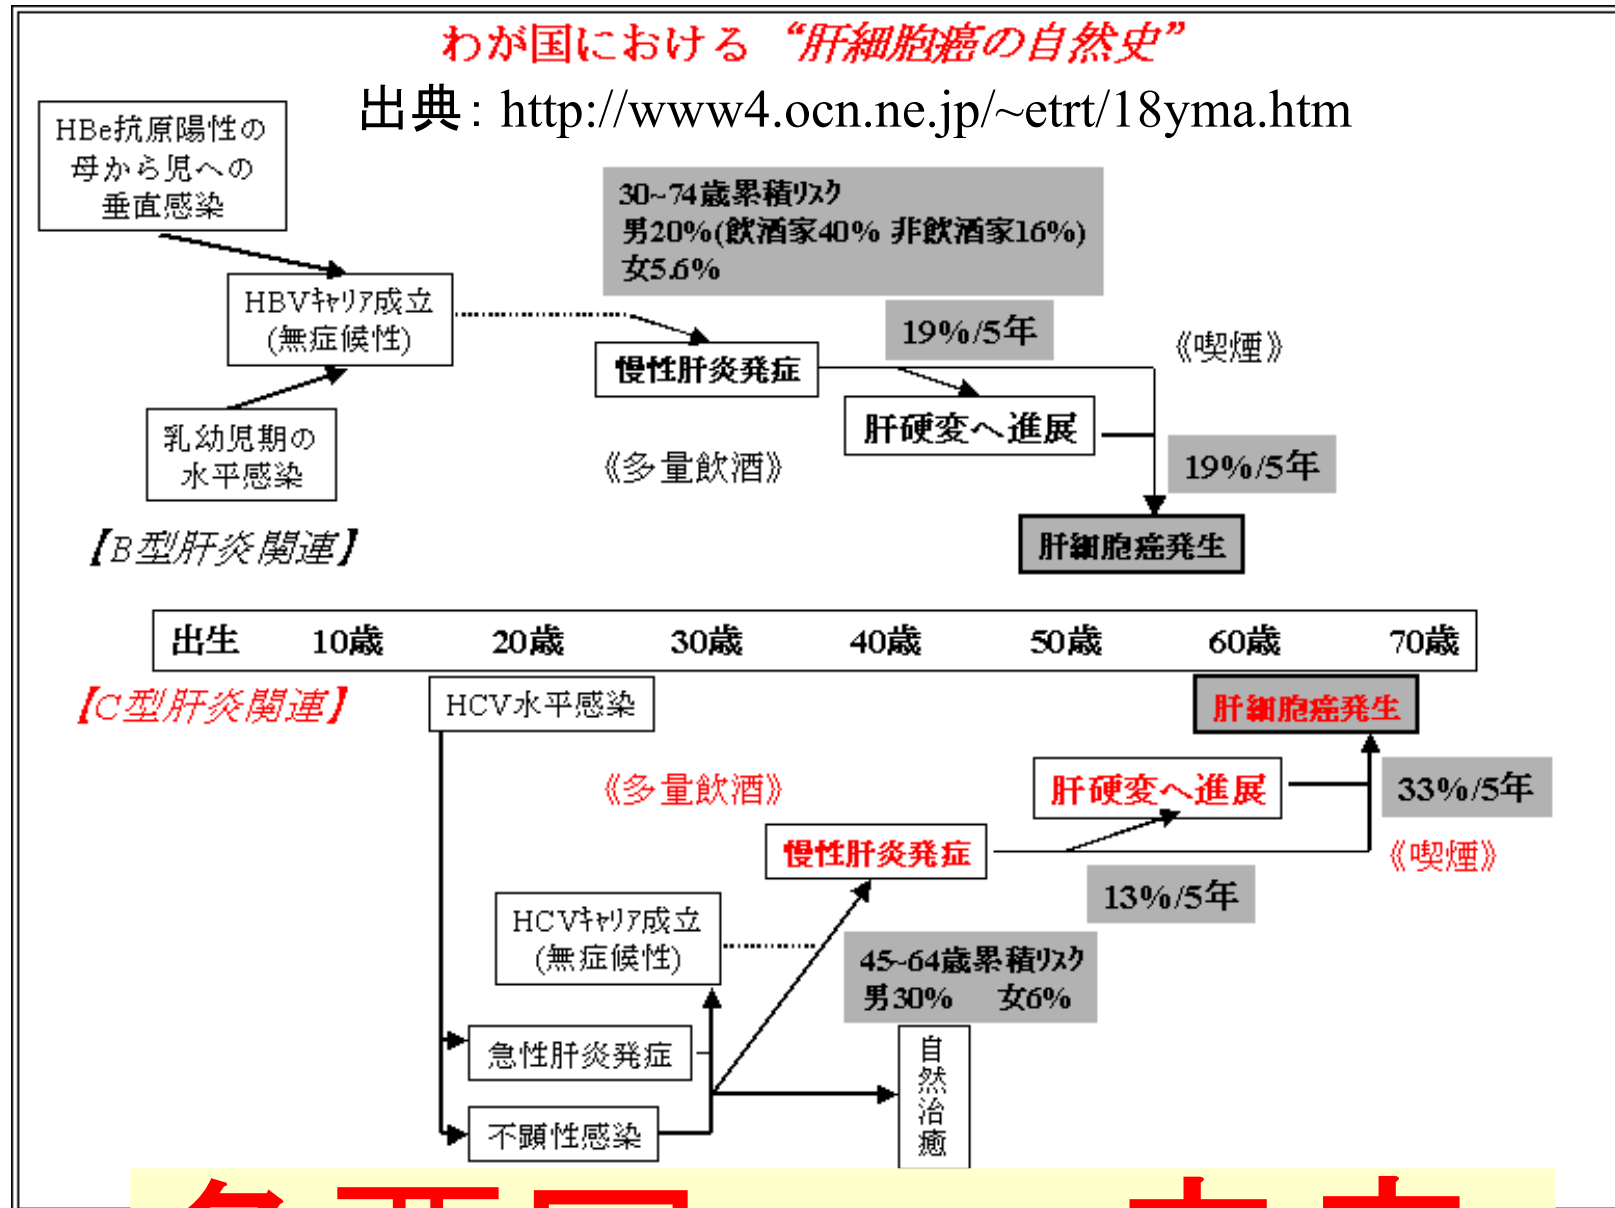 わが国における “肝細胞癌の自然史”
出典: http://www4.ocn.ne.jp/~etrt/18yma.htm
HBe抗原陽性の
母から児への
垂直感染
30~74歳累積ﾘｽｸ
男20%(飲酒家40% 非飲酒家16%)
女5.6%
HBVｷｬﾘｱ成立
(無症候性)
19%/5年
《喫煙》
慢性肝炎発症
乳幼児期の
水平感染
肝硬変へ進展
《多量飲酒》
19%/5年
【B型肝炎関連】
肝細胞癌発生
出生 10歳 20歳 30歳 40歳 50歳 60歳 70歳
【C型肝炎関連】
HCV水平感染
肝細胞癌発生
《多量飲酒》
肝硬変へ進展
33%/5年
慢性肝炎発症
《喫煙》
13%/5年
HCVｷｬﾘｱ成立
(無症候性)
45~64歳累積ﾘｽｸ
男30% 女6%
急性肝炎発症
自然治癒
不顕性感染